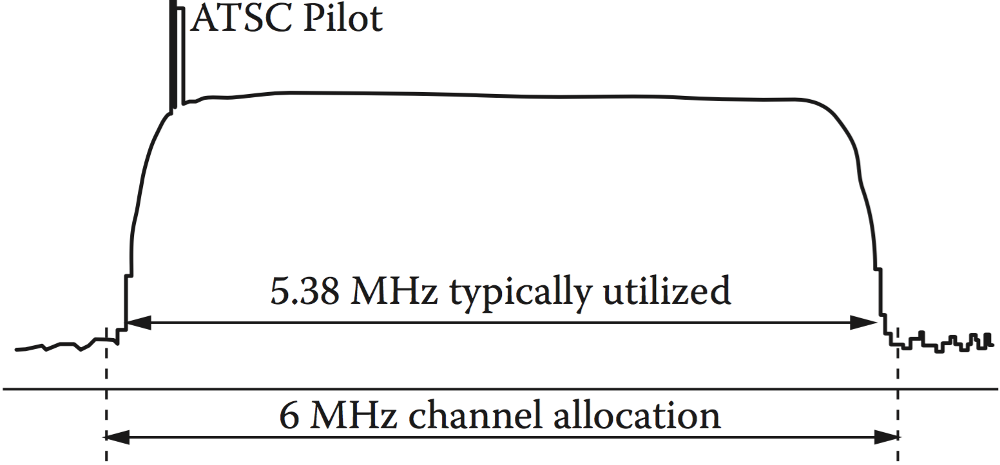 ATSC Pilot
5.38 MHz typically utilized
6 MHz channel allocation